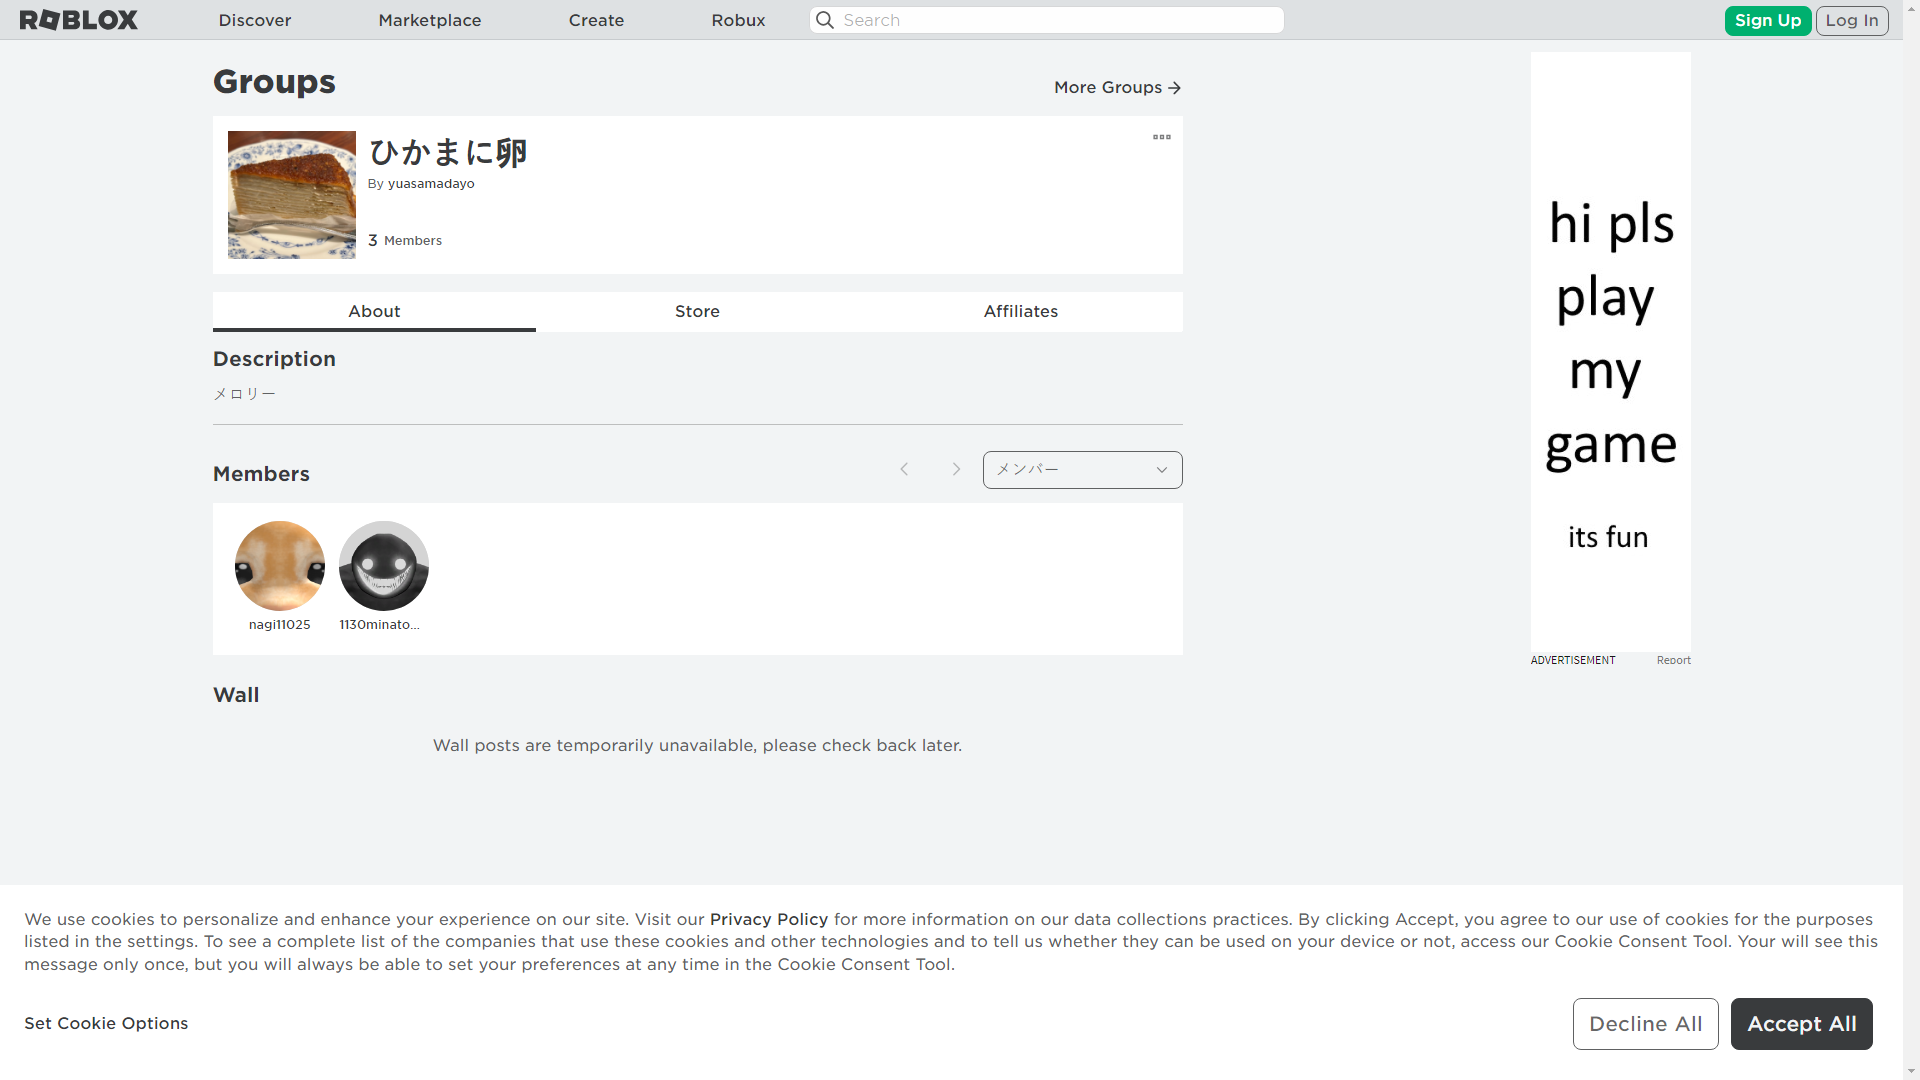 ROBLOX Discover Marketplace Create Robux Search Sign Up Log In
Groups
More Groups
ひかまに卵
By yuasamadayo
3 Members
About Store Affiliates
Description
メロリー
Members
メンバー
nagi11025 1130minato...
Wall
Wall posts are temporarily unavailable, please check back later.
hi pls
play
my
game
its fun
ADVERTISEMENT Report
We use cookies to personalize and enhance your experience on our site. Visit our Privacy Policy for more information on our data collections practices. By clicking Accept, you agree to our use of cookies for the purposes
listed in the settings. To see a complete list of the companies that use these cookies and other technologies and to tell us whether they can be used on your device or not, access our Cookie Consent Tool. Your will see this
message only once, but you will always be able to set your preferences at any time in the Cookie Consent Tool.
Set Cookie Options
Decline All Accept All